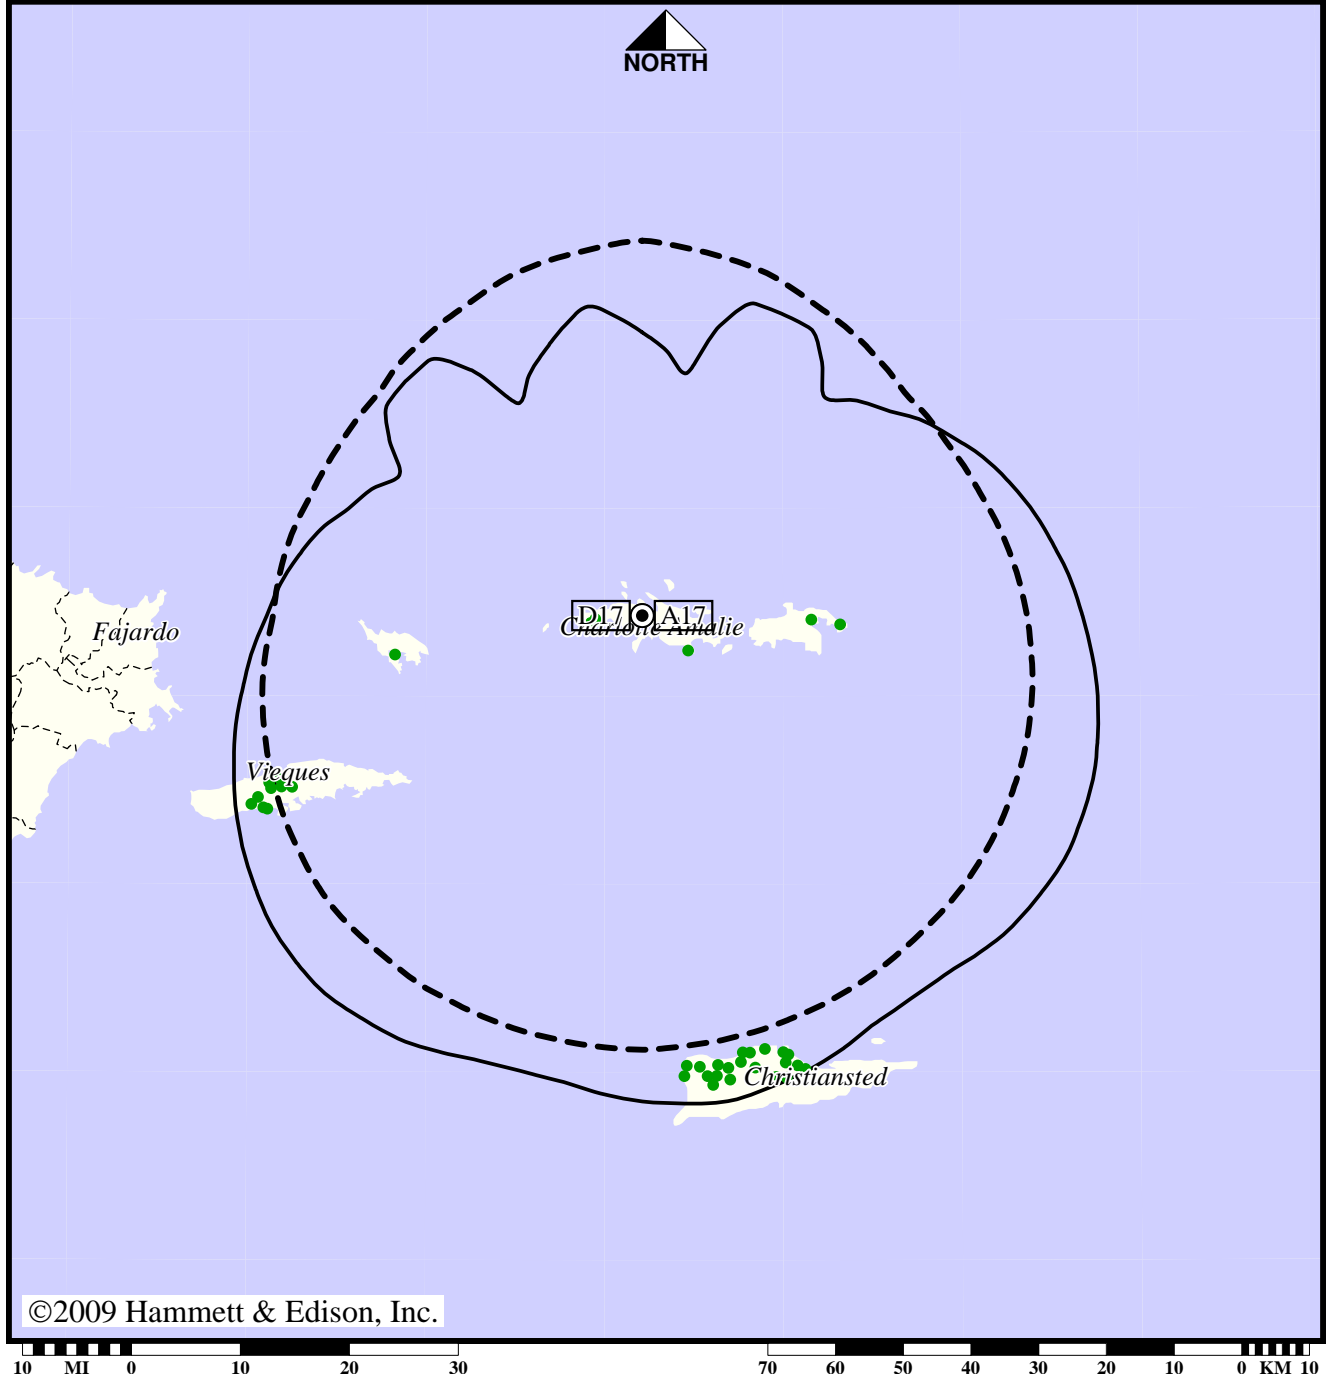 NORTH
D17 A17
Charlotte Amalie
Fajardo
Vieques
Christiansted
©2009 Hammett & Edison, Inc.
10 MI 0 10 20 30 70 60 50 40 30 20 10 0 KM 10